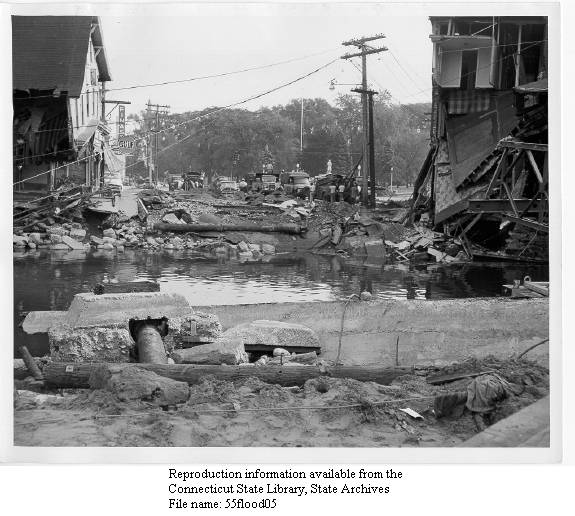 Reproduction information available from the
Connecticut State Library, State Archives
File name: 55flood05